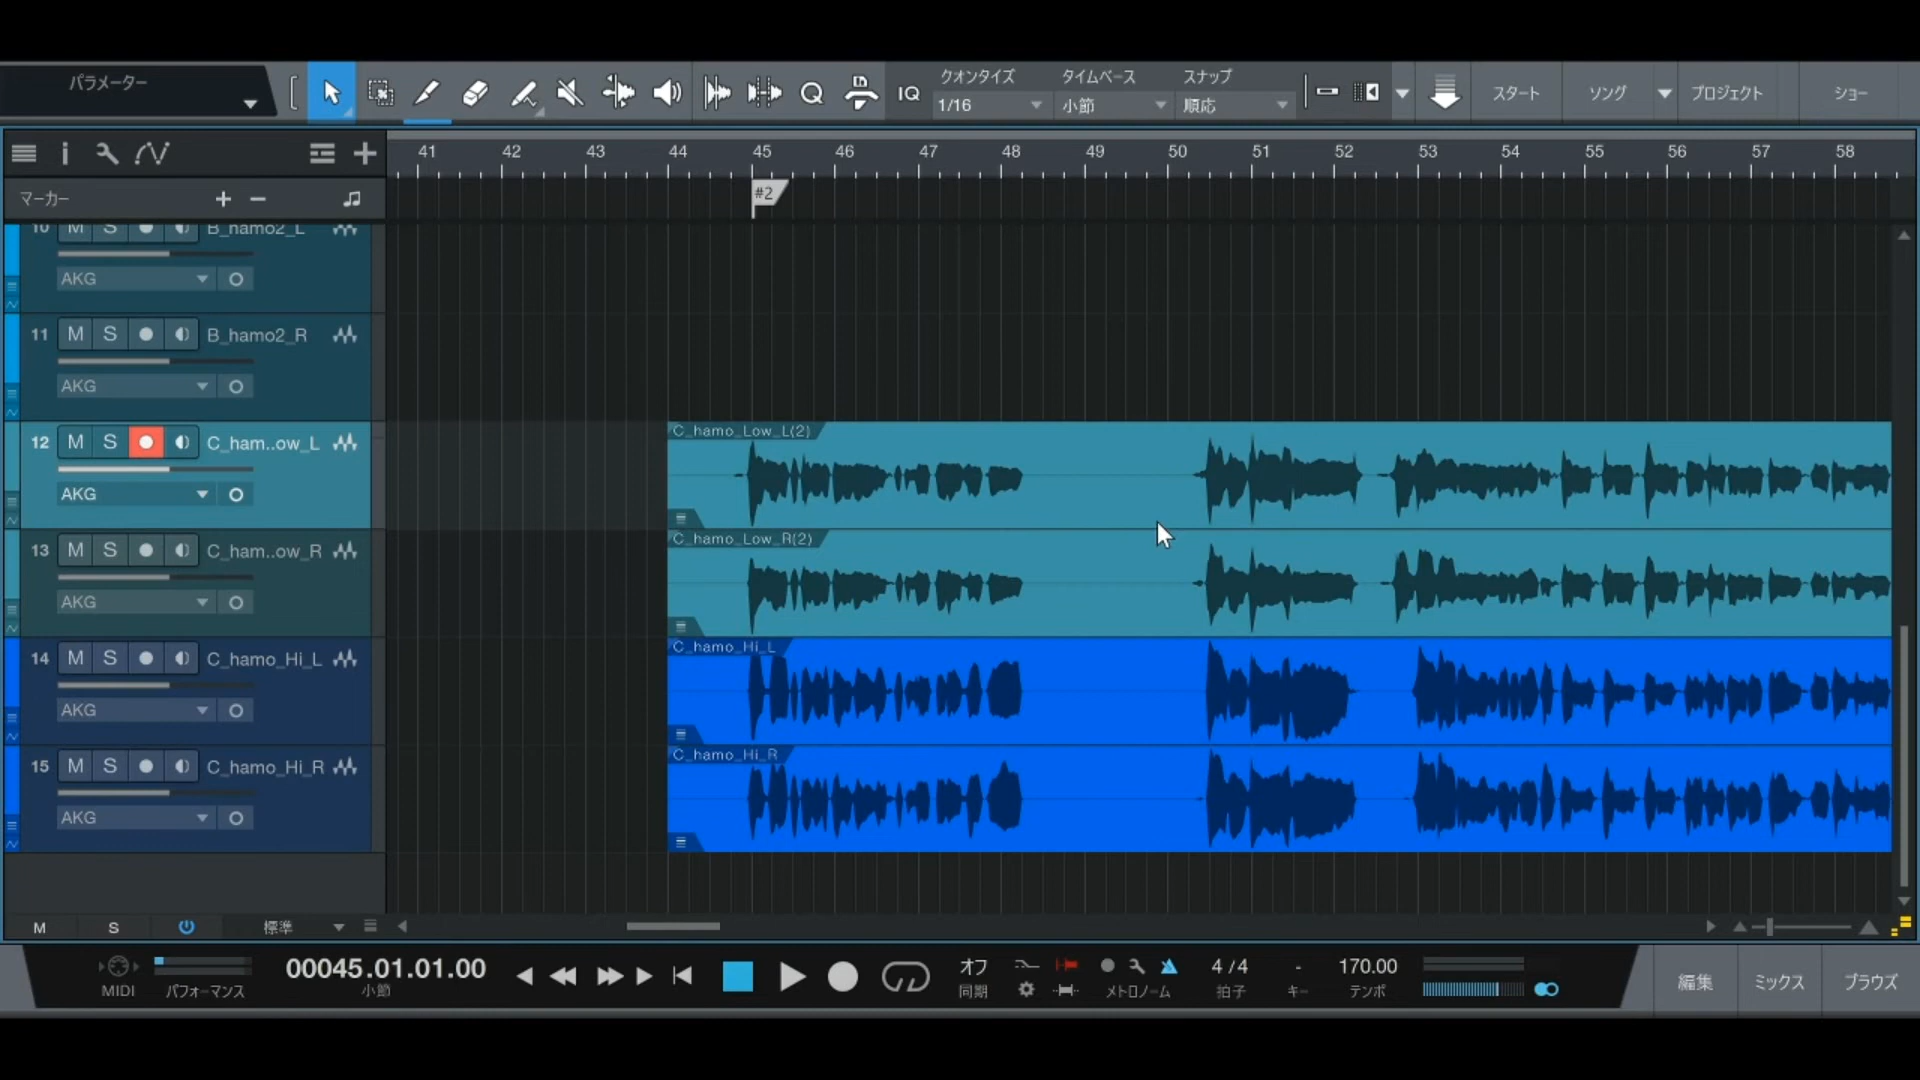 パラメーター
IQ
クオンタイズ
タイムベース
スナップ
1/16
小節
順応
スタート
ソング
プロジェクト
ショー
41 42 43 44 45 46 47 48 49 50 51 52 53 54 55 56 57 58
マーカー
#2
10 M S B_hamo2_L
AKG
11 M S B_hamo2_R
AKG
12 M S C_ham..ow_L
AKG
C_hamo_Low_L(2)
13 M S C_ham..ow_R
AKG
C_hamo_Low_R(2)
14 M S C_hamo_Hi_L
AKG
C_hamo_Hi_L
15 M S C_hamo_Hi_R
AKG
C_hamo_Hi_R
M S 標準
MIDI
パフォーマンス
00045.01.01.00
小節
オフ
同期
メトロノーム
4 / 4
拍子
-
キー
170.00
テンポ
編集
ミックス
ブラウズ